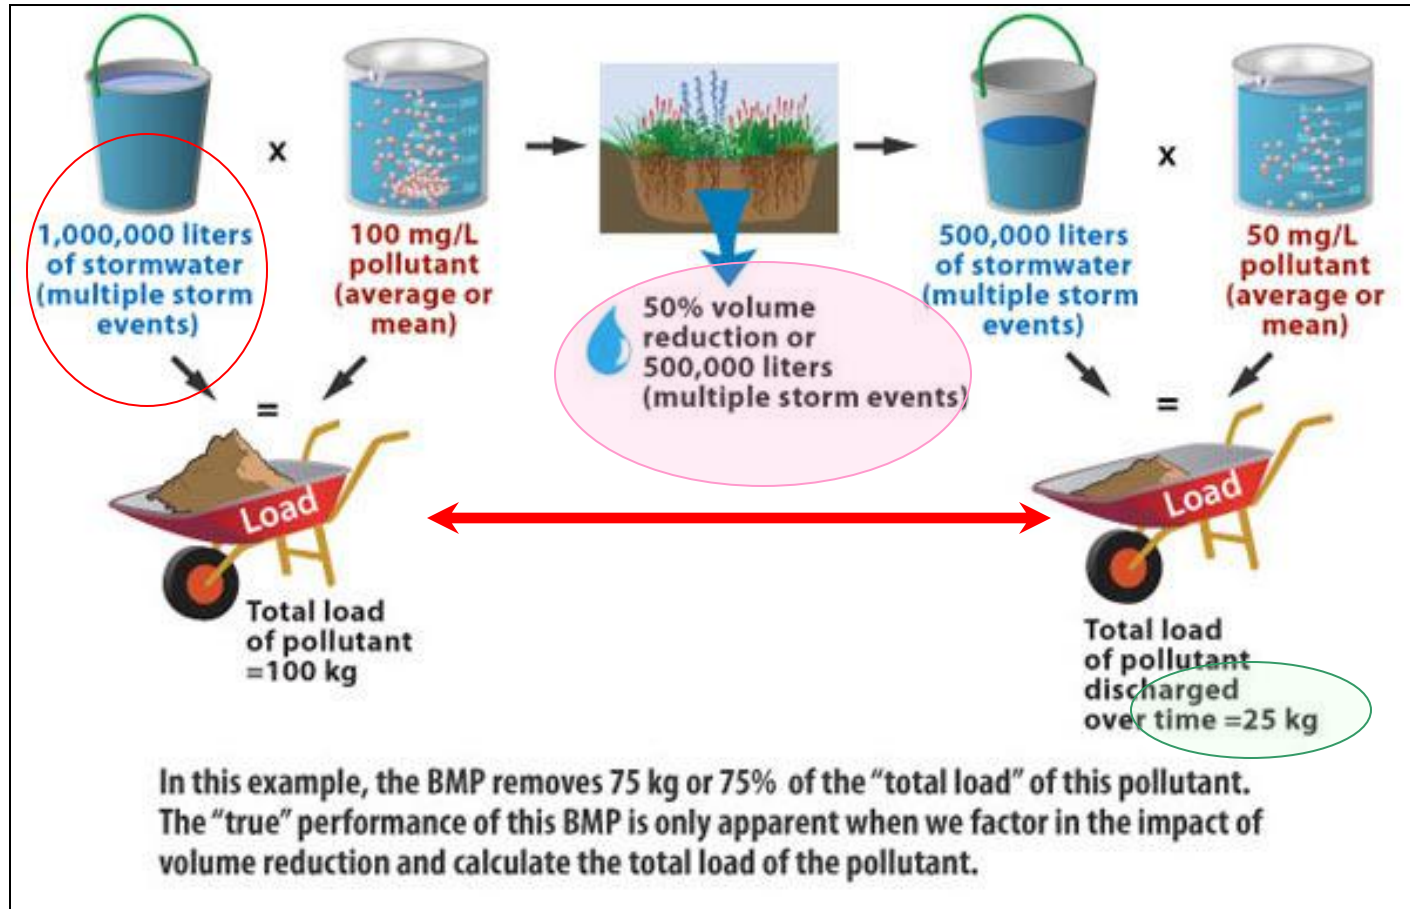 x
x
1,000,000 liters
of stormwater
(multiple storm
events)
100 mg/L
pollutant
(average or
mean)
50% volume
reduction or
500,000 liters
(multiple storm events)
500,000 liters
of stormwater
(multiple storm
events)
50 mg/L
pollutant
(average or
mean)
=
=
Load
Load
Total load
of pollutant
=100 kg
Total load
of pollutant
discharged
over time =25 kg
In this example, the BMP removes 75 kg or 75% of the “total load” of this pollutant.
The “true” performance of this BMP is only apparent when we factor in the impact of
volume reduction and calculate the total load of the pollutant.